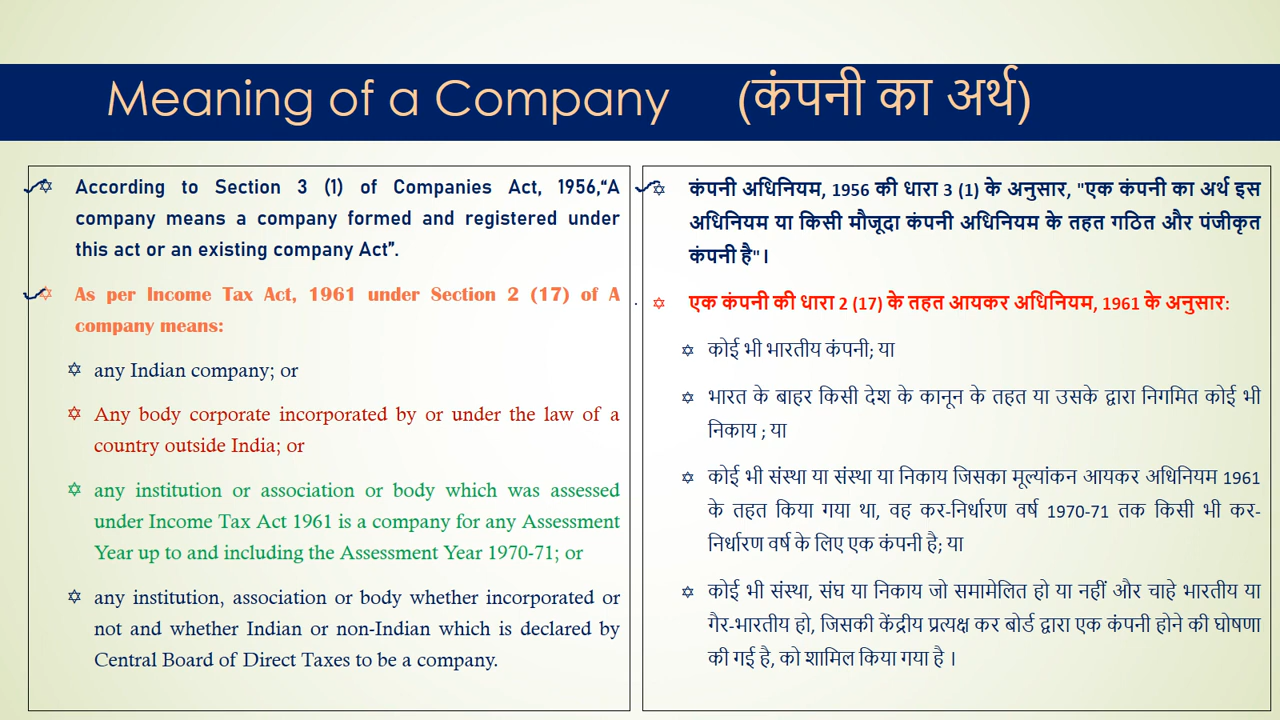 Meaning of a Company (कंपनी का अर्थ)
According to Section 3 (1) of Companies Act, 1956,“A
company means a company formed and registered under
this act or an existing company Act”.
As per Income Tax Act, 1961 under Section 2 (17) of A
company means:
any Indian company; or
Any body corporate incorporated by or under the law of a
country outside India; or
any institution or association or body which was assessed
under Income Tax Act 1961 is a company for any Assessment
Year up to and including the Assessment Year 1970-71; or
any institution, association or body whether incorporated or
not and whether Indian or non-Indian which is declared by
Central Board of Direct Taxes to be a company.
कंपनी अधिनियम, 1956 की धारा 3 (1) के अनुसार, "एक कंपनी का अर्थ इस
अधिनियम या किसी मौजूदा कंपनी अधिनियम के तहत गठित और पंजीकृत
कंपनी है"।
एक कंपनी की धारा 2 (17) के तहत आयकर अधिनियम, 1961 के अनुसार:
कोई भी भारतीय कंपनी; या
भारत के बाहर किसी देश के कानून के तहत या उसके द्वारा निगमित कोई भी
निकाय ; या
कोई भी संस्था या संस्था या निकाय जिसका मूल्यांकन आयकर अधिनियम 1961
के तहत किया गया था, वह कर-निर्धारण वर्ष 1970-71 तक किसी भी कर-
निर्धारण वर्ष के लिए एक कंपनी है; या
कोई भी संस्था, संघ या निकाय जो समामेलित हो या नहीं और चाहे भारतीय या
गैर-भारतीय हो, जिसकी केंद्रीय प्रत्यक्ष कर बोर्ड द्वारा एक कंपनी होने की घोषणा
की गई है, को शामिल किया गया है ।